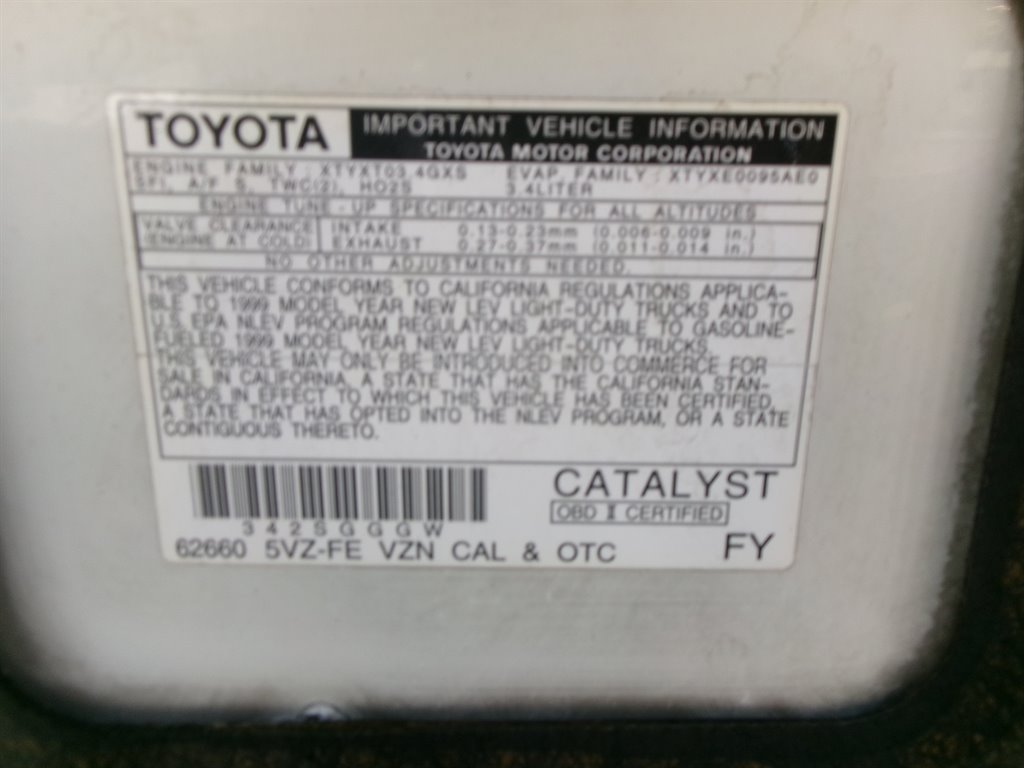 TOYOTA IMPORTANT VEHICLE INFORMATION
TOYOTA MOTOR CORPORATION
ENGINE FAMILY : XTYXT03.4GXS EVAP. FAMILY : XTYXE0095AE0
SFI, A/F S, TWC(2), HO2S 3.4LITER
ENGINE TUNE-UP SPECIFICATIONS FOR ALL ALTITUDES
VALVE CLEARANCE INTAKE 0.13-0.23mm (0.006-0.009 in.)
(ENGINE AT COLD) EXHAUST 0.27-0.37mm (0.011-0.014 in.)
NO OTHER ADJUSTMENTS NEEDED.
THIS VEHICLE CONFORMS TO CALIFORNIA REGULATIONS APPLICA-
BLE TO 1999 MODEL YEAR NEW LEV LIGHT-DUTY TRUCKS AND TO
U.S. EPA NLEV PROGRAM REGULATIONS APPLICABLE TO GASOLINE-
FUELED 1999 MODEL YEAR NEW LEV LIGHT-DUTY TRUCKS.
THIS VEHICLE MAY ONLY BE INTRODUCED INTO COMMERCE FOR
SALE IN CALIFORNIA, A STATE THAT HAS THE CALIFORNIA STAN-
DARDS IN EFFECT TO WHICH THIS VEHICLE HAS BEEN CERTIFIED,
A STATE THAT HAS OPTED INTO THE NLEV PROGRAM, OR A STATE
CONTIGUOUS THERETO.
CATALYST
OBD II CERTIFIED
342SGGGW
62660 5VZ-FE VZN CAL & OTC FY